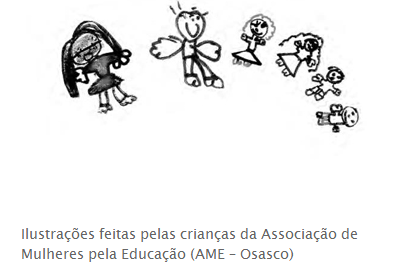 Ilustrações feitas pelas crianças da Associação de
Mulheres pela Educação (AME – Osasco)